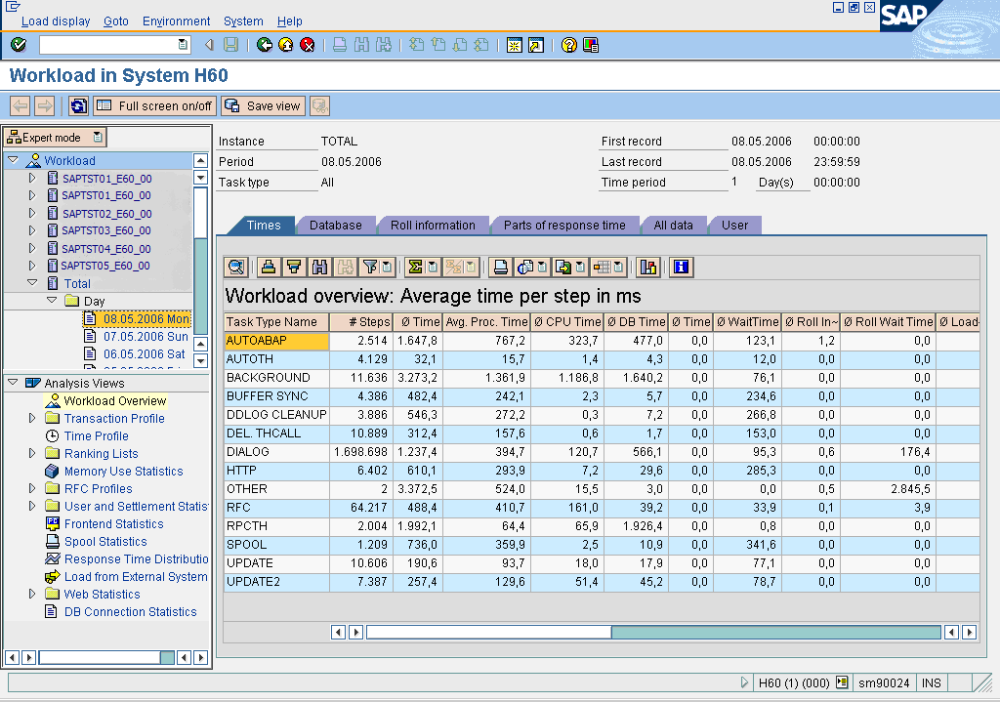 Load display Goto Environment System Help
SAP
Workload in System H60
Full screen on/off Save view
Expert mode
Workload
SAPTST01_E60_00
SAPTST01_E60_00
SAPTST02_E60_00
SAPTST03_E60_00
SAPTST04_E60_00
SAPTST05_E60_00
Total
Day
08.05.2006 Mon
07.05.2006 Sun
06.05.2006 Sat
Analysis Views
Workload Overview
Transaction Profile
Time Profile
Ranking Lists
Memory Use Statistics
RFC Profiles
User and Settlement Statis
Frontend Statistics
Spool Statistics
Response Time Distributio
Load from External System
Web Statistics
DB Connection Statistics
Instance TOTAL First record 08.05.2006 00:00:00
Period 08.05.2006 Last record 08.05.2006 23:59:59
Task type All Time period 1 Day(s) 00:00:00
Times Database Roll information Parts of response time All data User
Workload overview: Average time per step in ms
Task Type Name # Steps Ø Time Avg. Proc. Time Ø CPU Time Ø DB Time Ø Time Ø WaitTime Ø Roll In~ Ø Roll Wait Time Ø Load
AUTOABAP 2.514 1.647,8 767,2 323,7 477,0 0,0 123,1 1,2 0,0
AUTOTH 4.129 32,1 15,7 1,4 4,3 0,0 12,0 0,0 0,0
BACKGROUND 11.636 3.273,2 1.361,9 1.186,8 1.640,2 0,0 76,1 0,0 0,0
BUFFER SYNC 4.386 482,4 242,1 2,3 5,7 0,0 234,6 0,0 0,0
DDLOG CLEANUP 3.886 546,3 272,2 0,3 7,2 0,0 266,8 0,0 0,0
DEL. THCALL 10.889 312,4 157,6 0,6 1,7 0,0 153,0 0,0 0,0
DIALOG 1.698.698 1.237,4 394,7 120,7 566,1 0,0 95,3 0,6 176,4
HTTP 6.402 610,1 293,9 7,2 29,6 0,0 285,3 0,0 0,0
OTHER 2 3.372,5 524,0 15,5 3,0 0,0 0,0 0,5 2.845,5
RFC 64.217 488,4 410,7 161,0 39,2 0,0 33,9 0,1 3,9
RPCTH 2.004 1.992,1 64,4 65,9 1.926,4 0,0 0,8 0,0 0,0
SPOOL 1.209 736,0 359,9 2,5 10,9 0,0 341,6 0,0 0,0
UPDATE 10.606 190,6 93,7 18,0 17,9 0,0 77,1 0,0 0,0
UPDATE2 7.387 257,4 129,6 51,4 45,2 0,0 78,7 0,0 0,0
H60 (1) (000) sm90024 INS